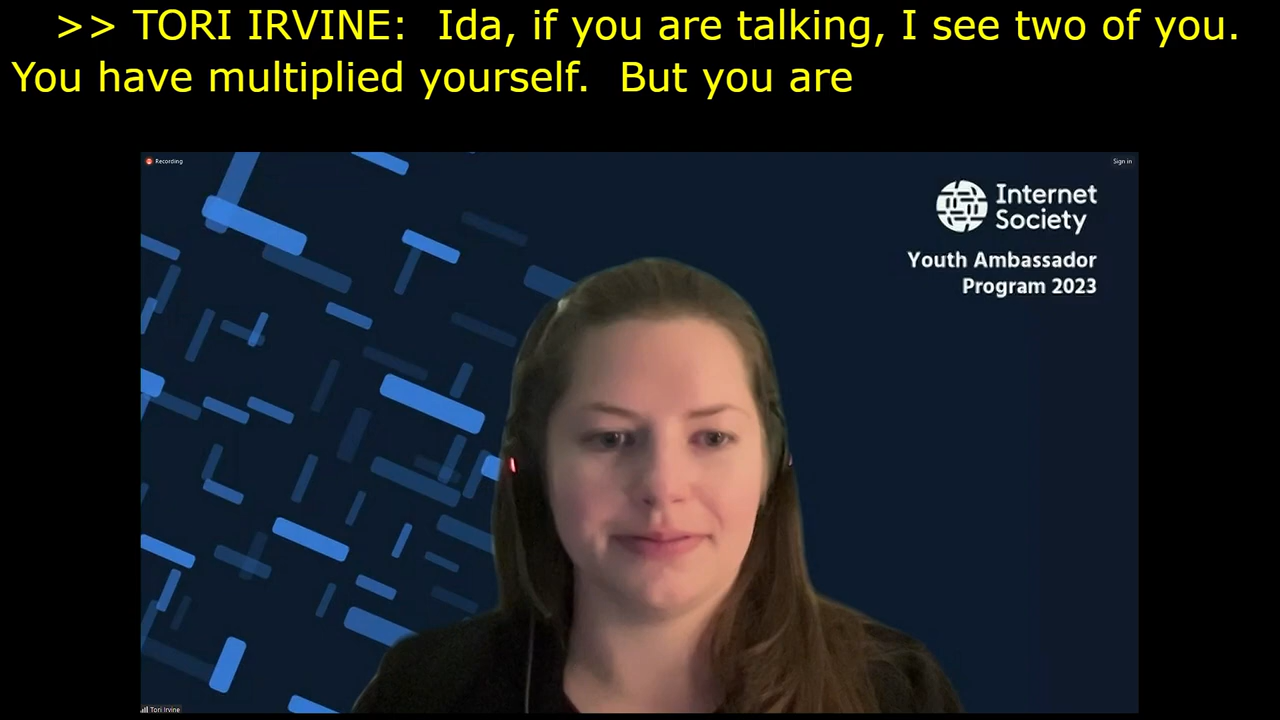 >> TORI IRVINE:  Ida, if you are talking, I see two of you.
You have multiplied yourself.  But you are
Recording
Sign in
Internet
Society
Youth Ambassador
Program 2023
Tori Irvine